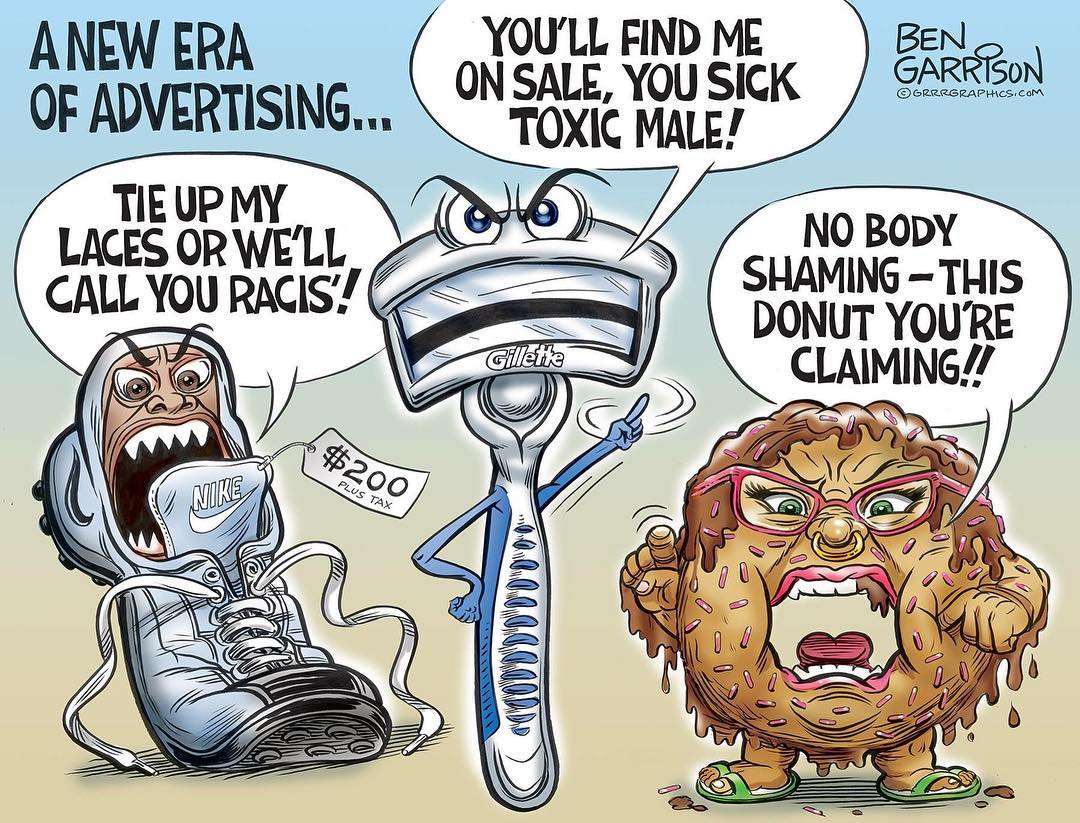 A NEW ERA
OF ADVERTISING...
YOU'LL FIND ME
ON SALE, YOU SICK
TOXIC MALE!
BEN
GARRISON
© GRRRGRAPHICS.COM
TIE UP MY
LACES OR WE'LL
CALL YOU RACIS'!
NO BODY
SHAMING – THIS
DONUT YOU'RE
CLAIMING!!
Gillette
$200
PLUS TAX
NIKE